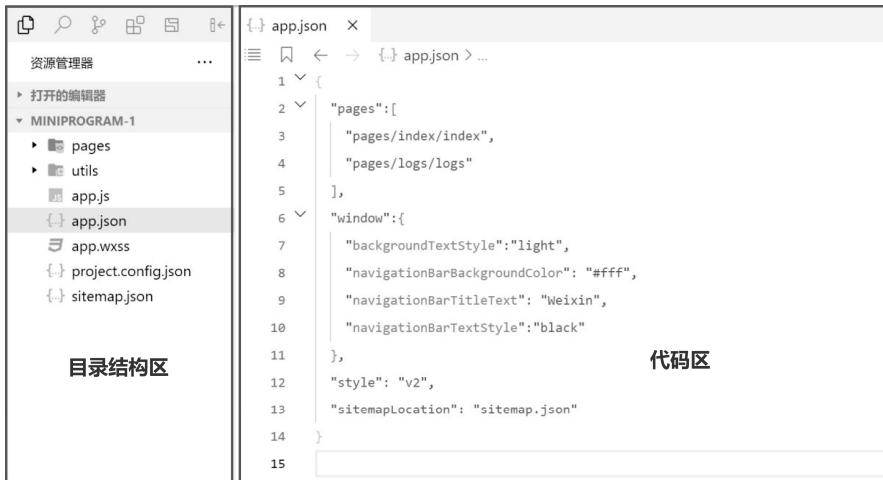 资源管理器
...
打开的编辑器
MINIPROGRAM-1
pages
utils
JS app.js
{..} app.json
app.wxss
{..} project.config.json
{..} sitemap.json
目录结构区
{..} app.json ×
{..} app.json > ...
1 {
2 "pages":[
3 "pages/index/index",
4 "pages/logs/logs"
5 ],
6 "window":{
7 "backgroundTextStyle":"light",
8 "navigationBarBackgroundColor": "#fff",
9 "navigationBarTitleText": "Weixin",
10 "navigationBarTextStyle":"black"
11 },
12 "style": "v2",
13 "sitemapLocation": "sitemap.json"
14 }
15
代码区